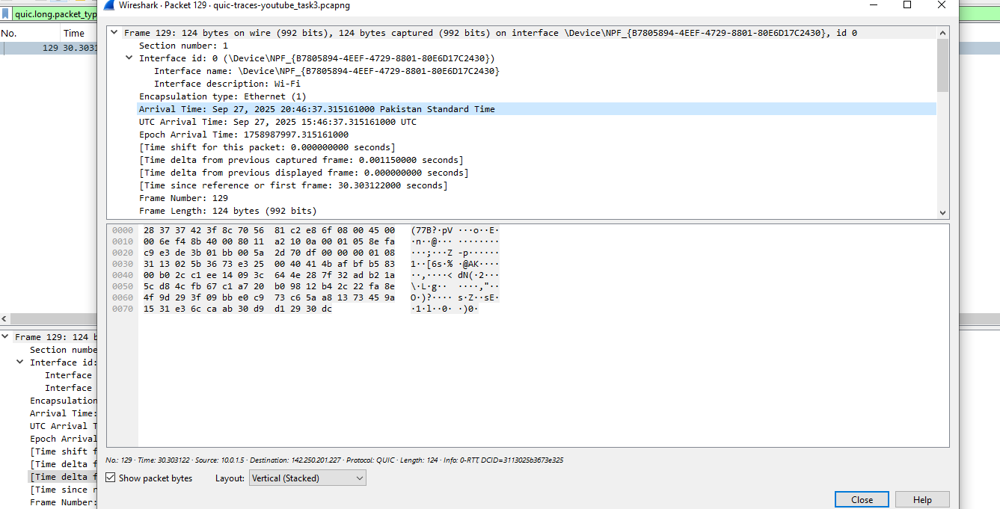 Wireshark · Packet 129 · quic-traces-youtube_task3.pcapng
quic.long.packet_typ
No. Time
129 30.3031
Frame 129: 124 bytes on wire (992 bits), 124 bytes captured (992 bits) on interface \Device\NPF_{B7805894-4EEF-4729-8801-80E6D17C2430}, id 0
Section number: 1
Interface id: 0 (\Device\NPF_{B7805894-4EEF-4729-8801-80E6D17C2430})
Interface name: \Device\NPF_{B7805894-4EEF-4729-8801-80E6D17C2430}
Interface description: Wi-Fi
Encapsulation type: Ethernet (1)
Arrival Time: Sep 27, 2025 20:46:37.315161000 Pakistan Standard Time
UTC Arrival Time: Sep 27, 2025 15:46:37.315161000 UTC
Epoch Arrival Time: 1758987997.315161000
[Time shift for this packet: 0.000000000 seconds]
[Time delta from previous captured frame: 0.001150000 seconds]
[Time delta from previous displayed frame: 0.000000000 seconds]
[Time since reference or first frame: 30.303122000 seconds]
Frame Number: 129
Frame Length: 124 bytes (992 bits)
0000 28 37 37 42 3f 8c 70 56 81 c2 e8 6f 08 00 45 00 (77B?·pV ···o··E·
0010 00 6e f4 8b 40 00 80 11 a2 10 0a 00 01 05 8e fa ·n··@··· ········
0020 c9 e3 de 3b 01 bb 00 5a 2d 70 df 00 00 00 01 08 ···;···Z -p······
0030 31 13 02 5b 36 73 e3 25 00 40 41 4b af bf b5 83 1··[6s·% ·@AK····
0040 00 b0 2c c1 ee 14 09 3c 64 4e 28 7f 32 ad b2 1a ··,····< dN(·2···
0050 5c d8 4c fb 67 c1 a7 20 b0 98 12 b4 2c 22 fa 8e \·L·g·· ····,"··
0060 4f 9d 29 3f 09 bb e0 c9 73 c6 5a a8 13 73 45 9a O·)?···· s·Z··sE·
0070 15 31 e3 6c ca ab 30 d9 d1 29 30 dc ·1·l··0· ·)0·
Frame 129: 124 b
Section numbe
Interface id:
Interface
Interface
Encapsulation
Arrival Time:
UTC Arrival T
Epoch Arrival
[Time shift f
[Time delta f
[Time delta f
[Time since r
Frame Number:
No.: 129 · Time: 30.303122 · Source: 10.0.1.5 · Destination: 142.250.201.227 · Protocol: QUIC · Length: 124 · Info: 0-RTT, DCID=3113025b3673e325
Show packet bytes Layout: Vertical (Stacked)
Close Help